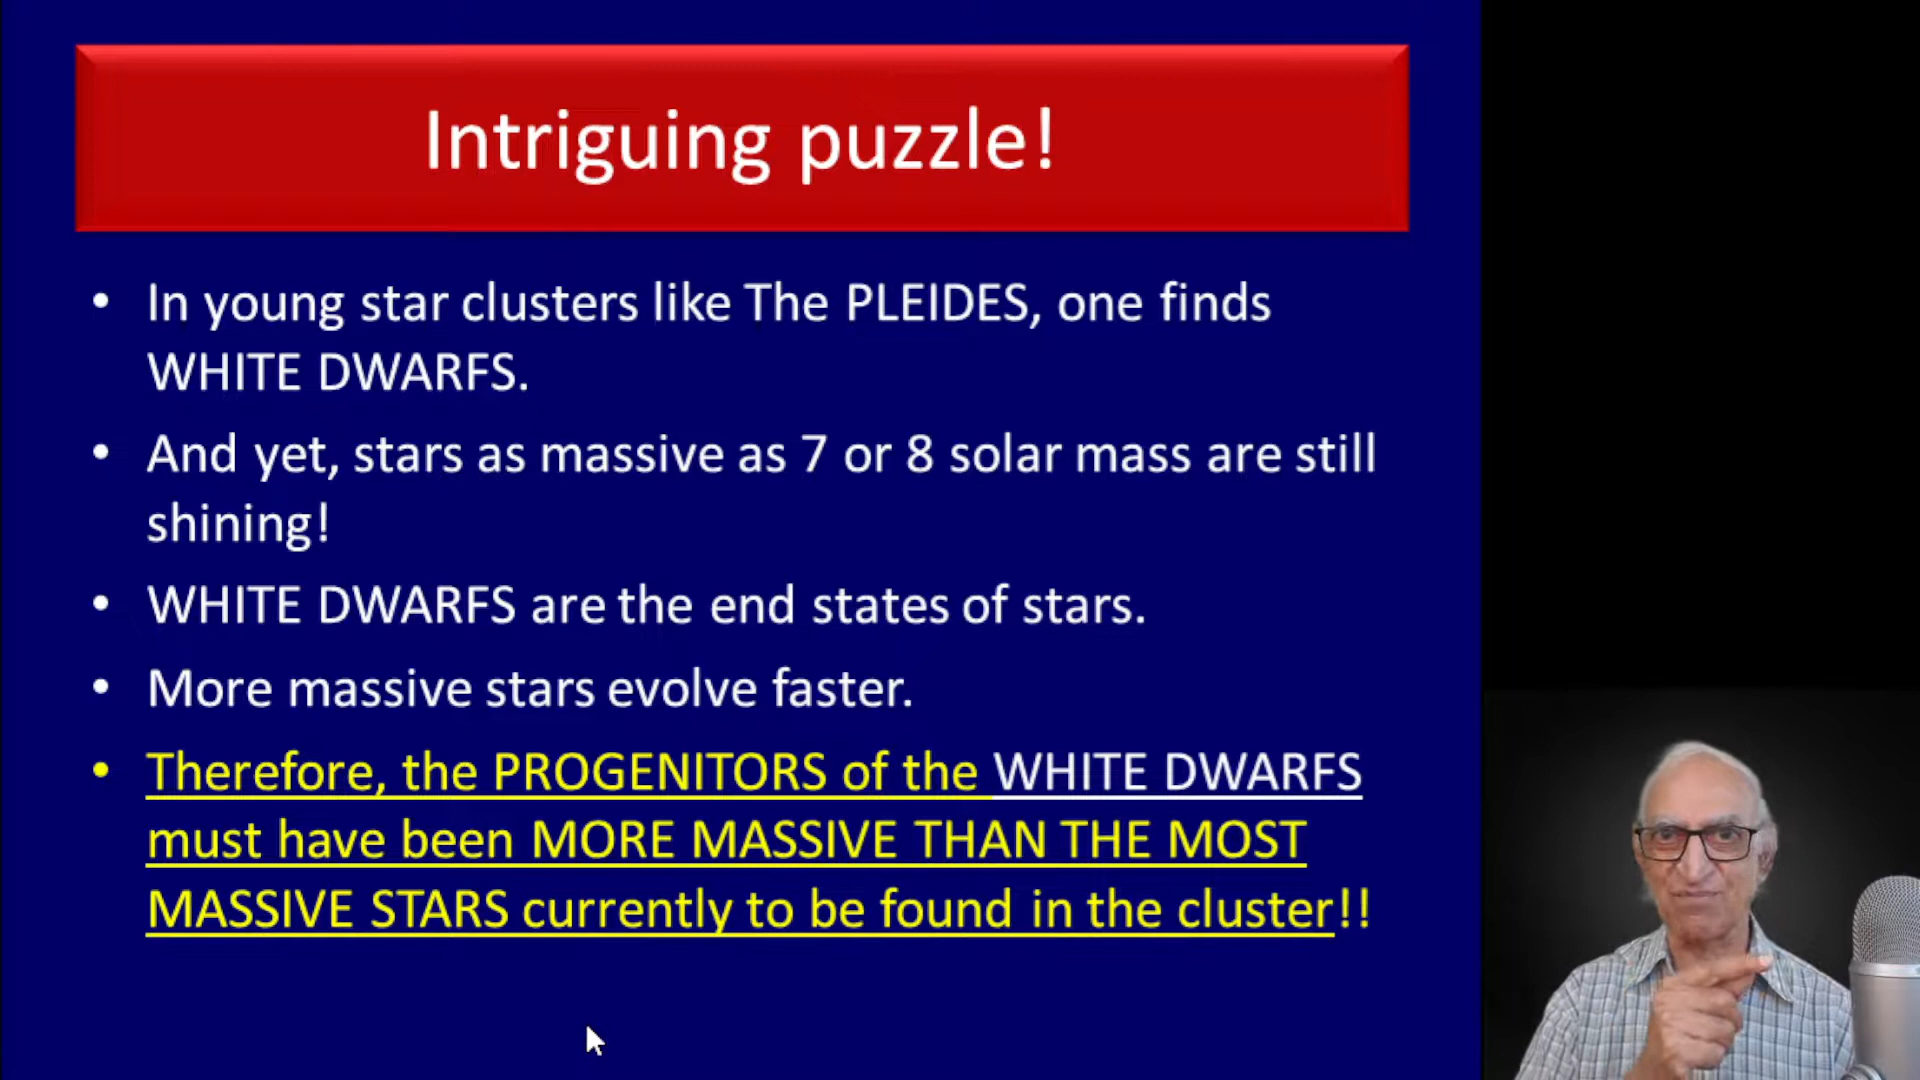 Intriguing puzzle!
• In young star clusters like The PLEIDES, one finds
WHITE DWARFS.
• And yet, stars as massive as 7 or 8 solar mass are still
shining!
• WHITE DWARFS are the end states of stars.
• More massive stars evolve faster.
• Therefore, the PROGENITORS of the WHITE DWARFS
must have been MORE MASSIVE THAN THE MOST
MASSIVE STARS currently to be found in the cluster!!